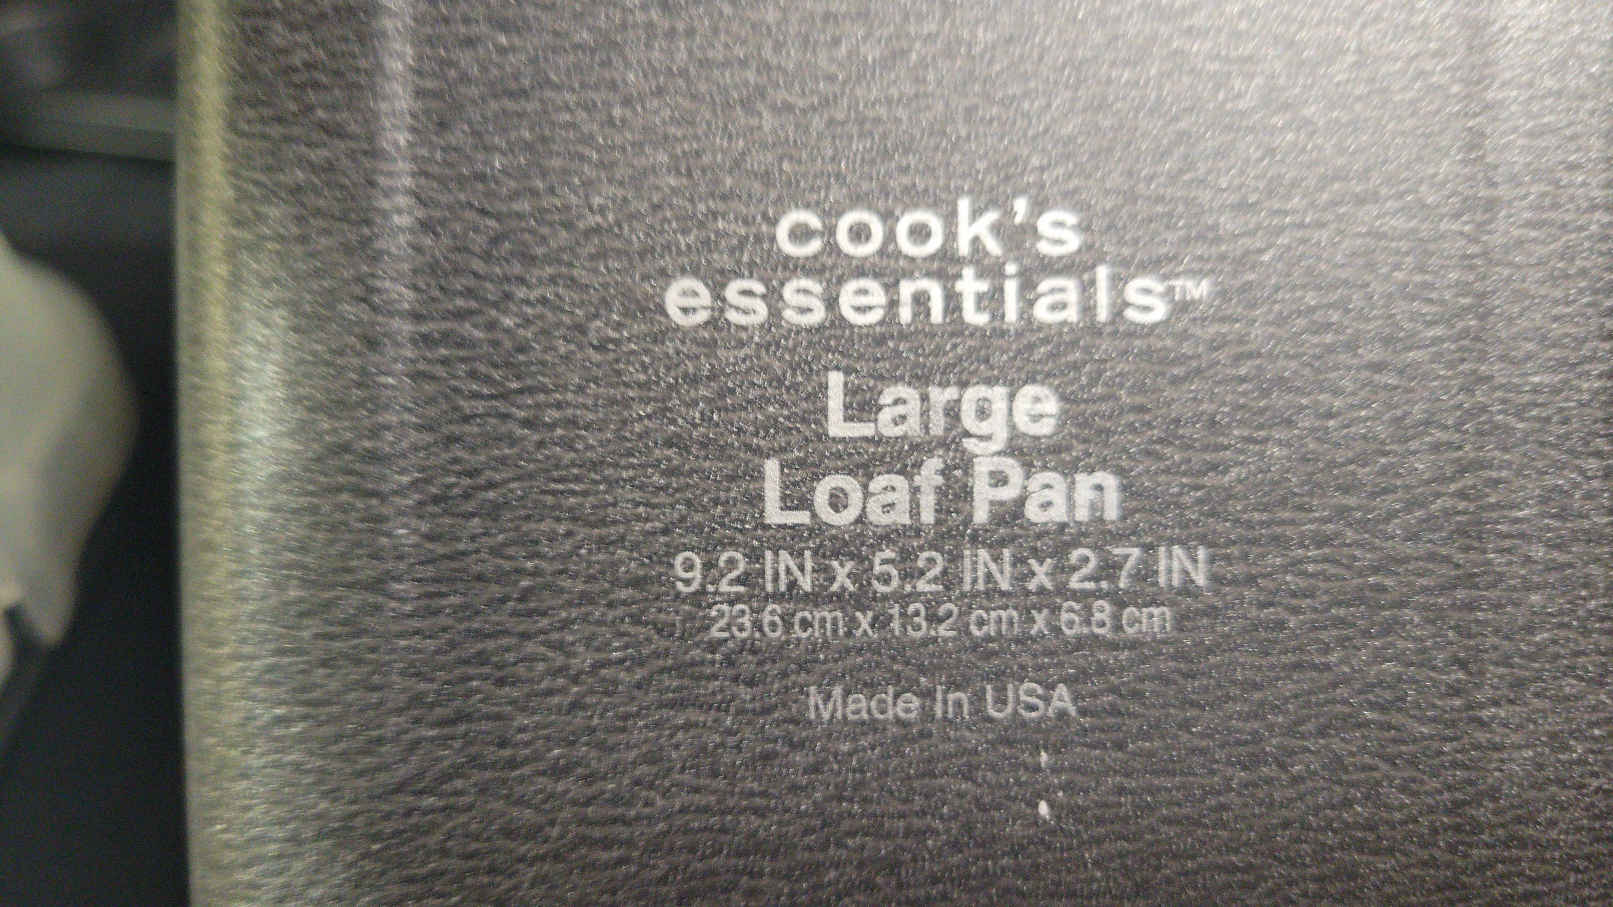 cook's
essentials™
Large
Loaf Pan
9.2 IN x 5.2 IN x 2.7 IN
23.6 cm x 13.2 cm x 6.8 cm
Made In USA